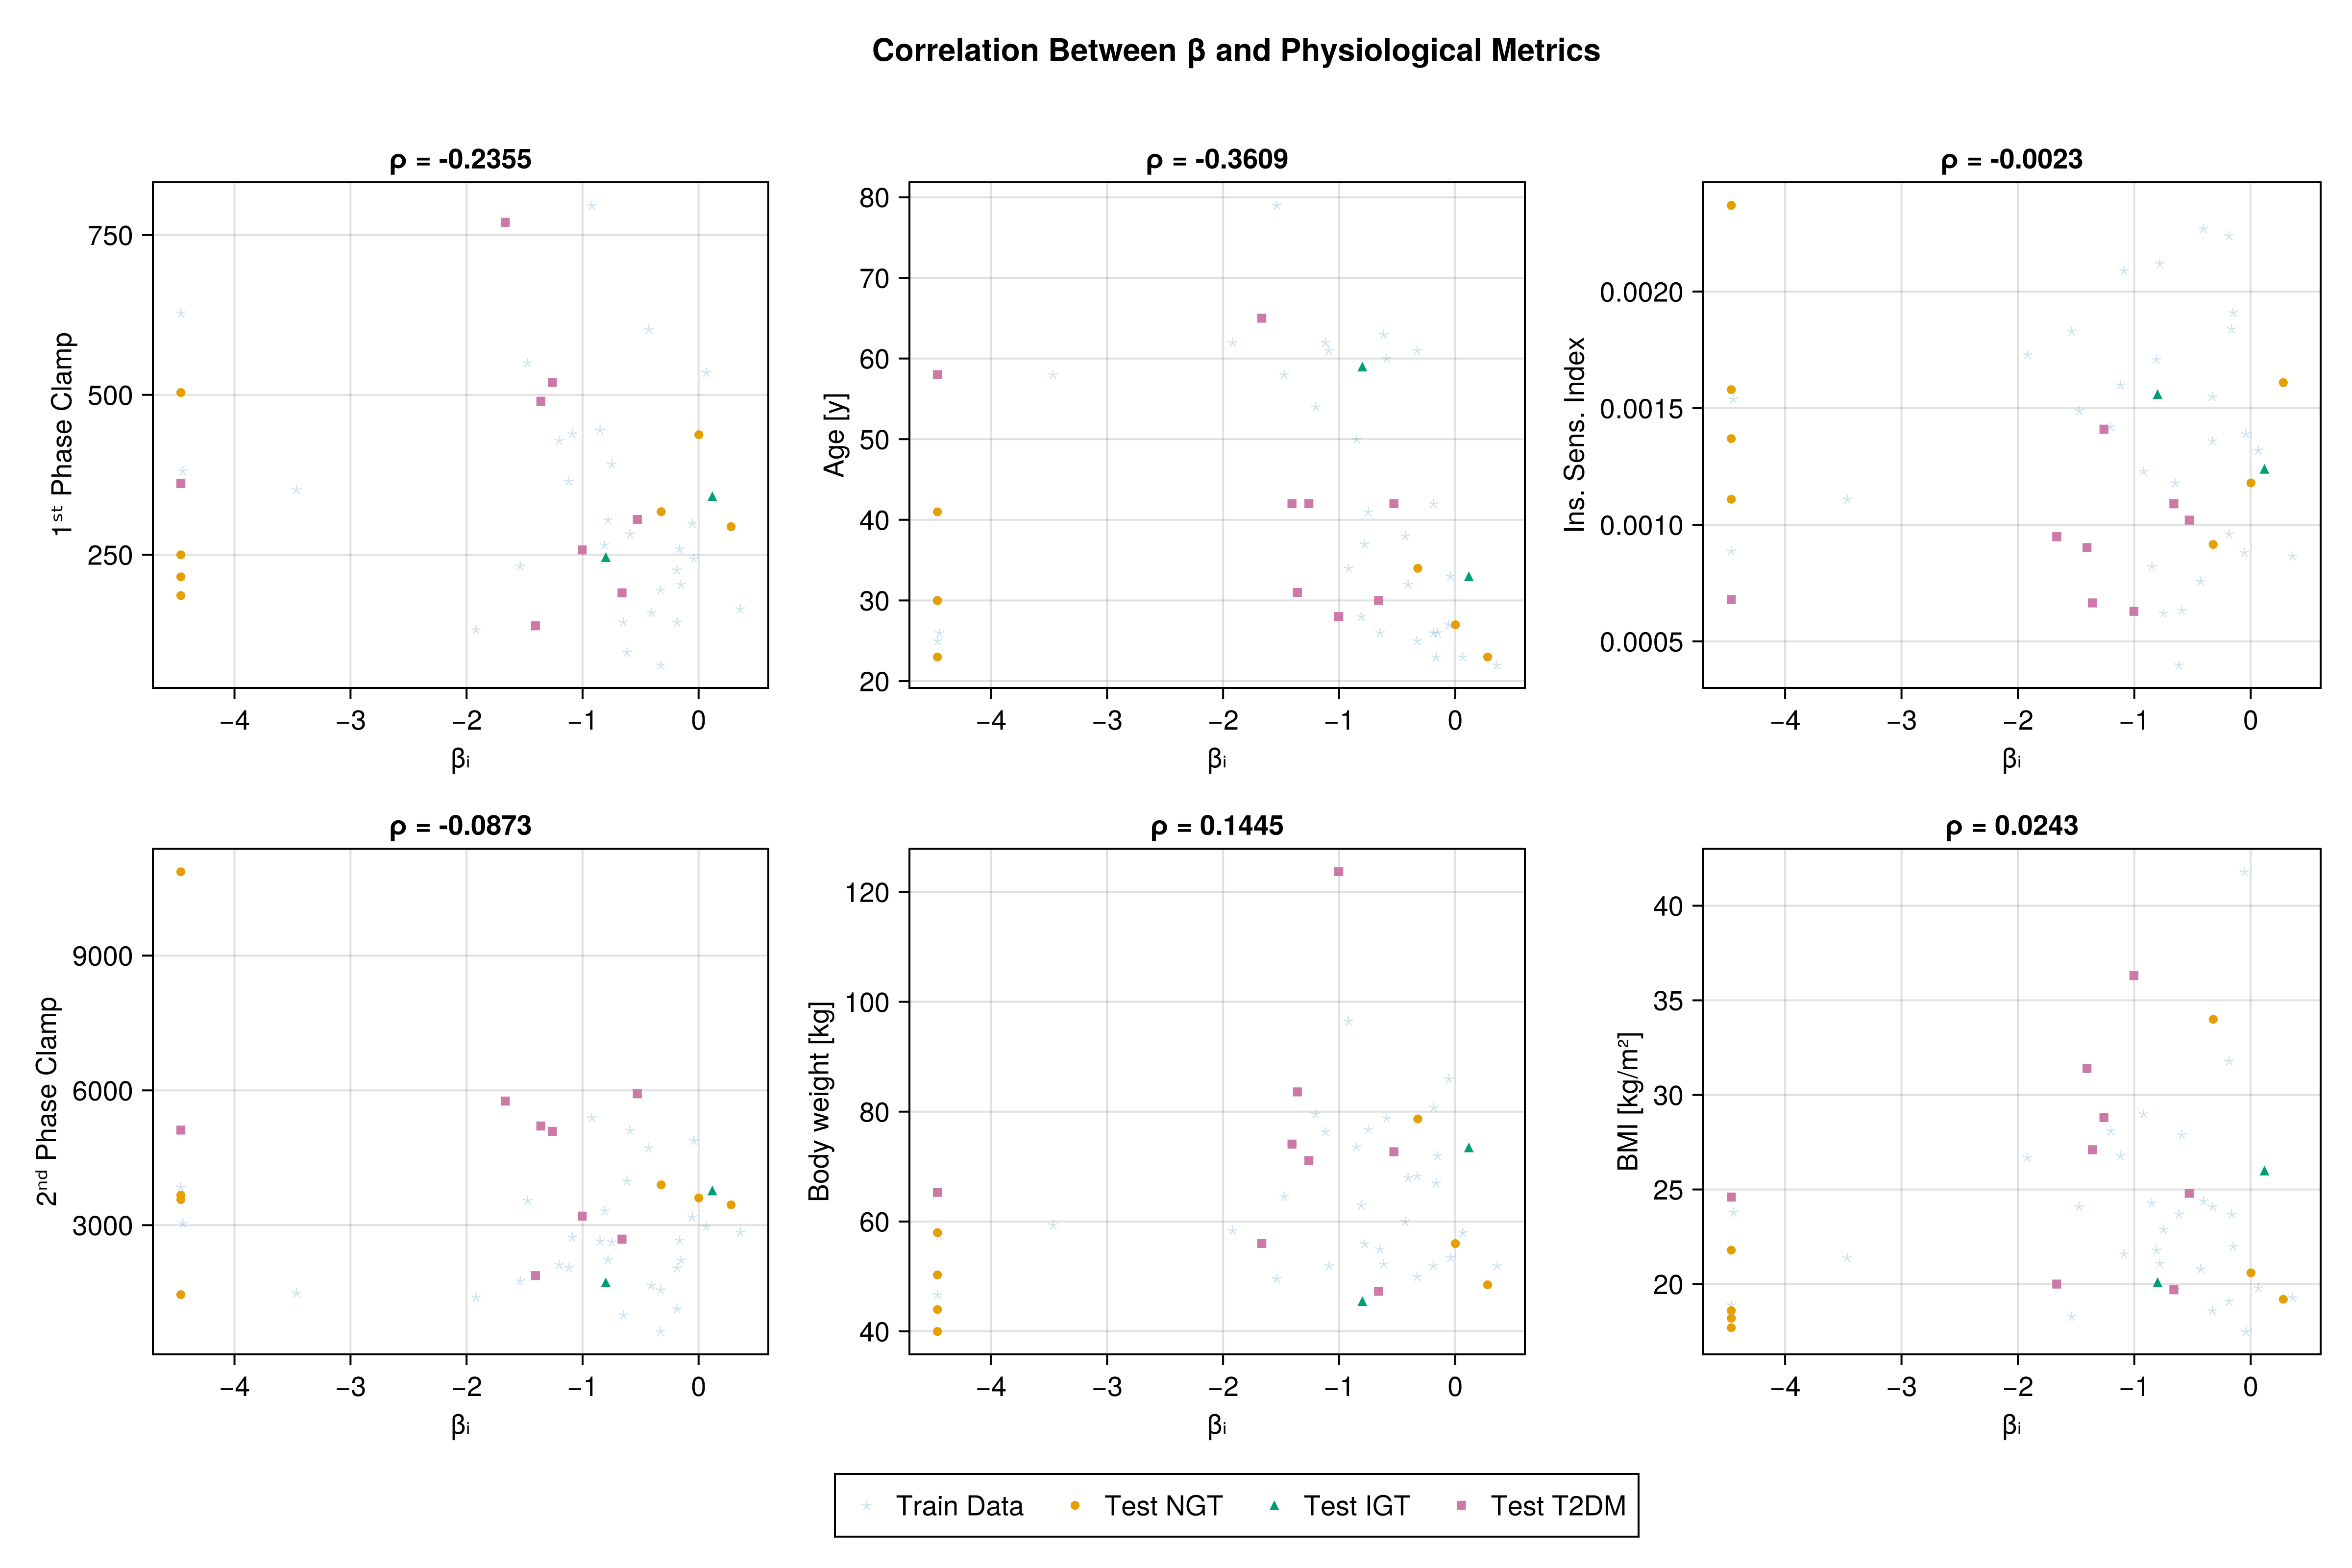 Correlation Between β and Physiological Metrics
ρ = -0.2355
1ˢᵗ Phase Clamp
750
500
250
−4 −3 −2 −1 0
βᵢ
ρ = -0.3609
Age [y]
80
70
60
50
40
30
20
−4 −3 −2 −1 0
βᵢ
ρ = -0.0023
Ins. Sens. Index
0.0020
0.0015
0.0010
0.0005
−4 −3 −2 −1 0
βᵢ
ρ = -0.0873
2ⁿᵈ Phase Clamp
9000
6000
3000
−4 −3 −2 −1 0
βᵢ
ρ = 0.1445
Body weight [kg]
120
100
80
60
40
−4 −3 −2 −1 0
βᵢ
ρ = 0.0243
BMI [kg/m²]
40
35
30
25
20
−4 −3 −2 −1 0
βᵢ
Train Data Test NGT Test IGT Test T2DM